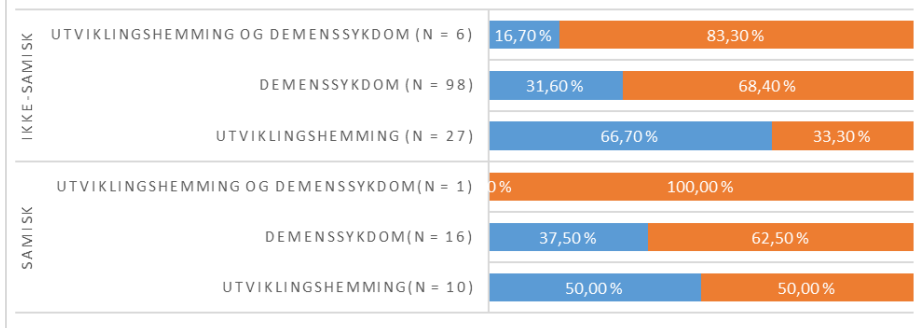 IKKE-SAMISK
UTVIKLINGSHEMMING OG DEMENSSYKDOM (N = 6) 16,70 % 83,30 %
DEMENSSYKDOM (N = 98) 31,60 % 68,40 %
UTVIKLINGSHEMMING (N = 27) 66,70 % 33,30 %
SAMISK
UTVIKLINGSHEMMING OG DEMENSSYKDOM(N = 1) 0 % 100,00 %
DEMENSSYKDOM(N = 16) 37,50 % 62,50 %
UTVIKLINGSHEMMING(N = 10) 50,00 % 50,00 %